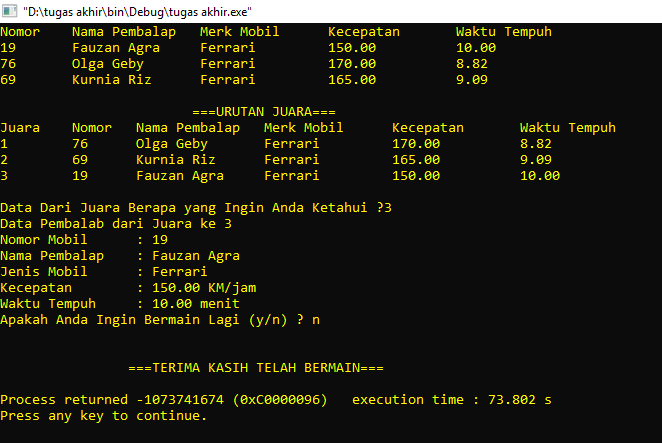 "D:\tugas akhir\bin\Debug\tugas akhir.exe"
Nomor Nama Pembalap Merk Mobil Kecepatan Waktu Tempuh
19 Fauzan Agra Ferrari 150.00 10.00
76 Olga Geby Ferrari 170.00 8.82
69 Kurnia Riz Ferrari 165.00 9.09
===URUTAN JUARA===
Juara Nomor Nama Pembalap Merk Mobil Kecepatan Waktu Tempuh
1 76 Olga Geby Ferrari 170.00 8.82
2 69 Kurnia Riz Ferrari 165.00 9.09
3 19 Fauzan Agra Ferrari 150.00 10.00
Data Dari Juara Berapa yang Ingin Anda Ketahui ?3
Data Pembalab dari Juara ke 3
Nomor Mobil : 19
Nama Pembalap : Fauzan Agra
Jenis Mobil : Ferrari
Kecepatan : 150.00 KM/jam
Waktu Tempuh : 10.00 menit
Apakah Anda Ingin Bermain Lagi (y/n) ? n
===TERIMA KASIH TELAH BERMAIN===
Process returned -1073741674 (0xC0000096) execution time : 73.802 s
Press any key to continue.